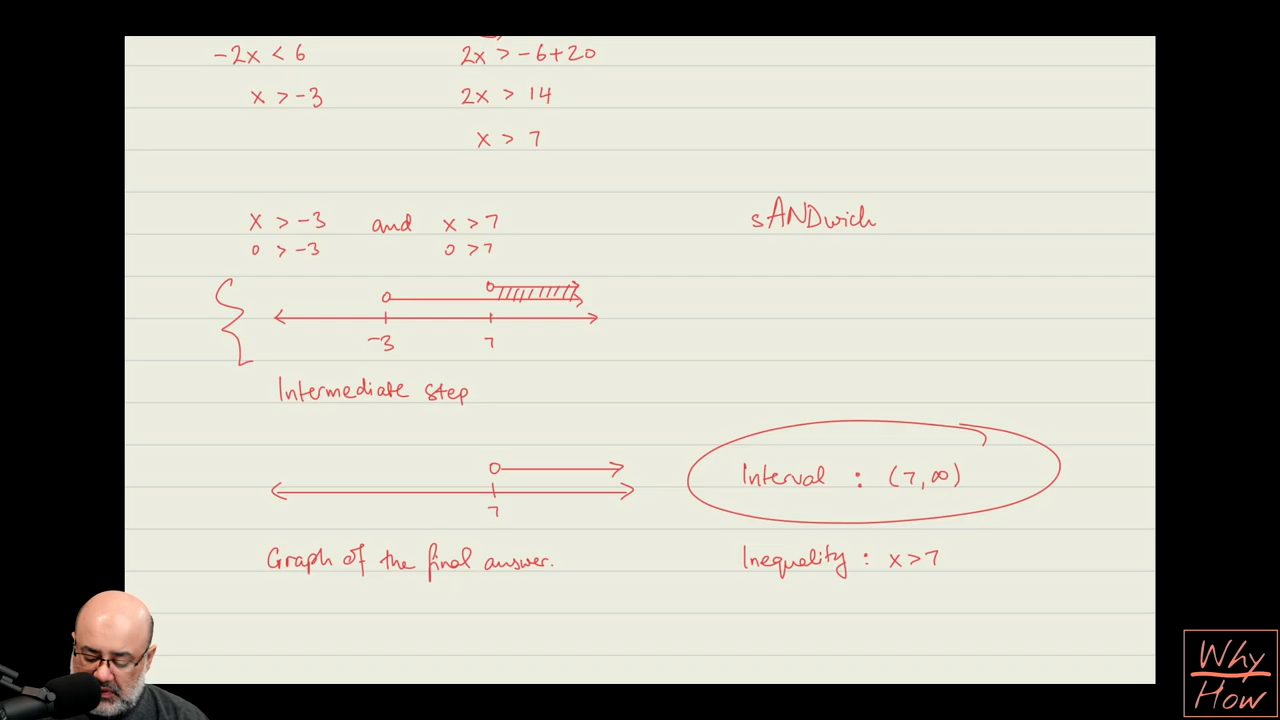 -2x < 6 2x > -6+20
x > -3 2x > 14
x > 7
x > -3 and x > 7 sANDwich
0 > -3 0 > 7
-3 7
Intermediate step
Interval : (7, ∞)
7
Graph of the final answer. Inequality : x > 7
Why
How